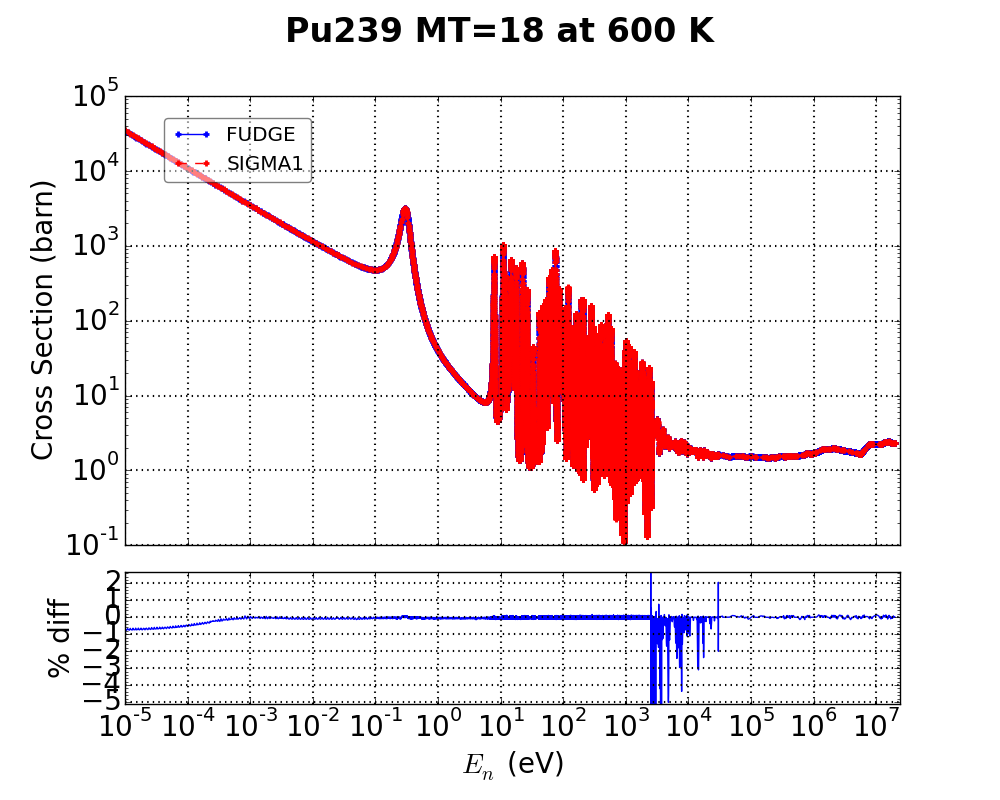 Pu239 MT=18 at 600 K
10^5
10^4
10^3
10^2
10^1
10^0
10^-1
Cross Section (barn)
FUDGE
SIGMA1
2
1
0
−1
−2
−3
−4
−5
% diff
10^-5 10^-4 10^-3 10^-2 10^-1 10^0 10^1 10^2 10^3 10^4 10^5 10^6 10^7
E_n (eV)